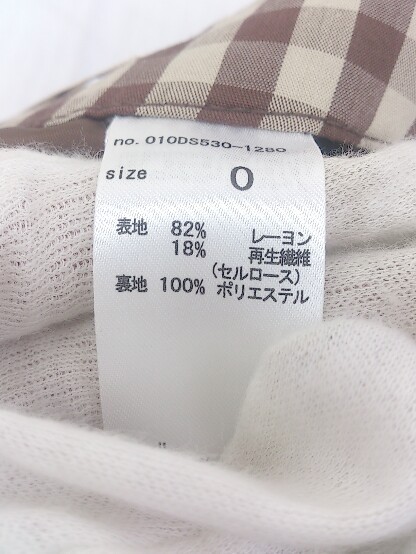 no. 010DS530-1280
size 0
表地 82% レーヨン
18% 再生繊維
(セルロース)
裏地 100% ポリエステル